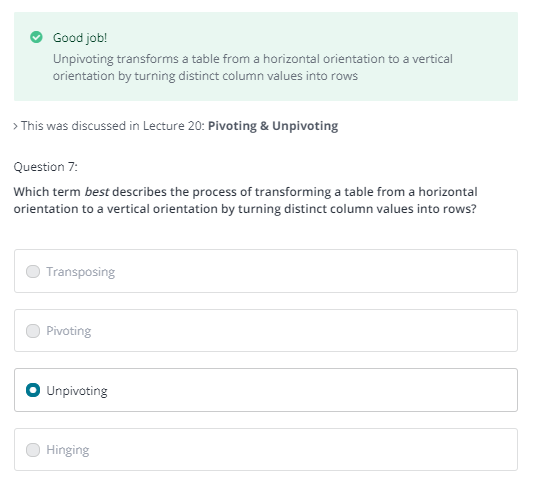 Good job!
Unpivoting transforms a table from a horizontal orientation to a vertical
orientation by turning distinct column values into rows
> This was discussed in Lecture 20: Pivoting & Unpivoting
Question 7:
Which term best describes the process of transforming a table from a horizontal
orientation to a vertical orientation by turning distinct column values into rows?
Transposing
Pivoting
Unpivoting
Hinging